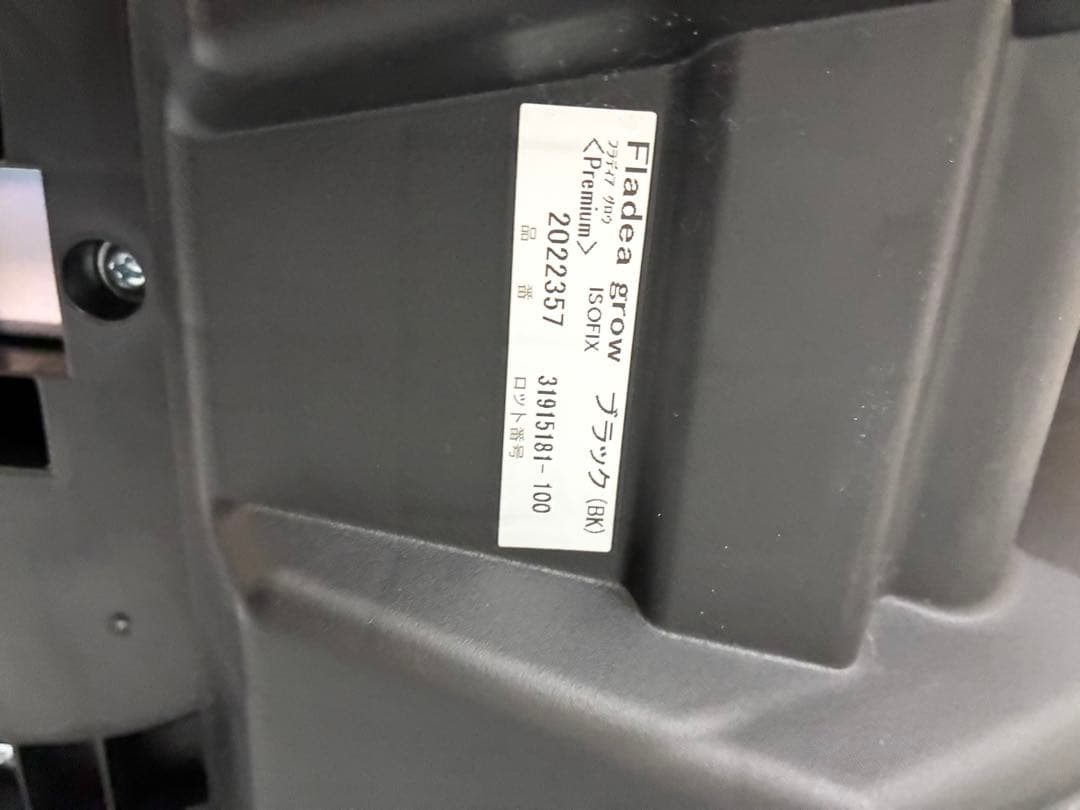 Fladea grow ブラック(BK)
フラディア グロウ
〈Premium〉 ISOFIX
2022357 31915181-100
品番 ロット番号